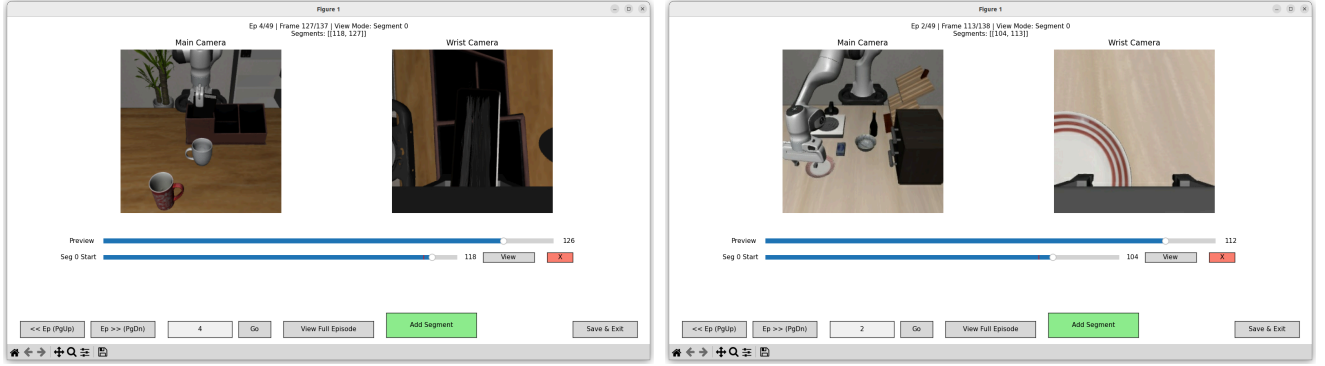 Figure 1
Ep 4/49 | Frame 127/137 | View Mode: Segment 0
Segments: [[118, 127]]
Main Camera
Wrist Camera
Preview
126
Seg 0 Start
118
View
X
<< Ep (PgUp)
Ep >> (PgDn)
4
Go
View Full Episode
Add Segment
Save & Exit
Figure 1
Ep 2/49 | Frame 113/138 | View Mode: Segment 0
Segments: [[104, 113]]
Main Camera
Wrist Camera
Preview
112
Seg 0 Start
104
View
X
<< Ep (PgUp)
Ep >> (PgDn)
2
Go
View Full Episode
Add Segment
Save & Exit